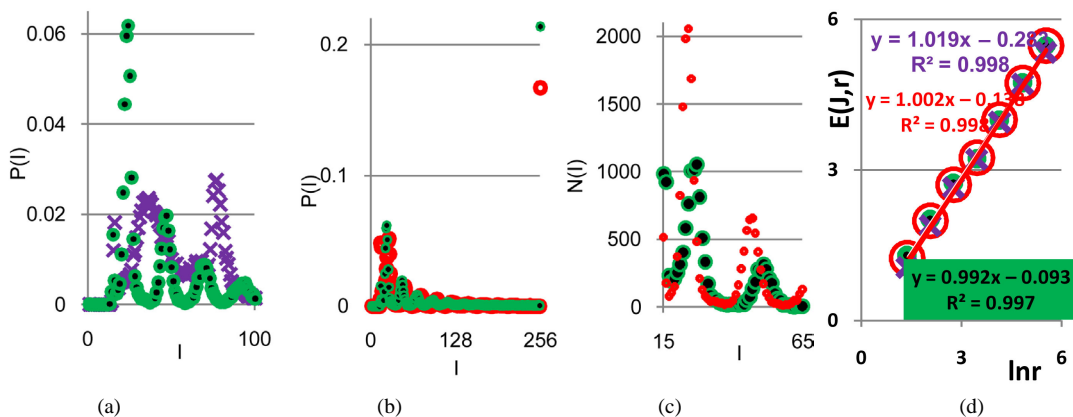 0.06
0.04
0.02
0
P(I)
0
100
I
(a)
0.2
0.1
0
P(I)
0
128
256
I
(b)
2000
1500
1000
500
0
N(I)
15
I
65
(c)
6
3
0
E(J,r)
y = 1.019x – 0.28
R² = 0.998
y = 1.002x – 0.13
R² = 0.998
y = 0.992x – 0.093
R² = 0.997
0
3
6
lnr
(d)